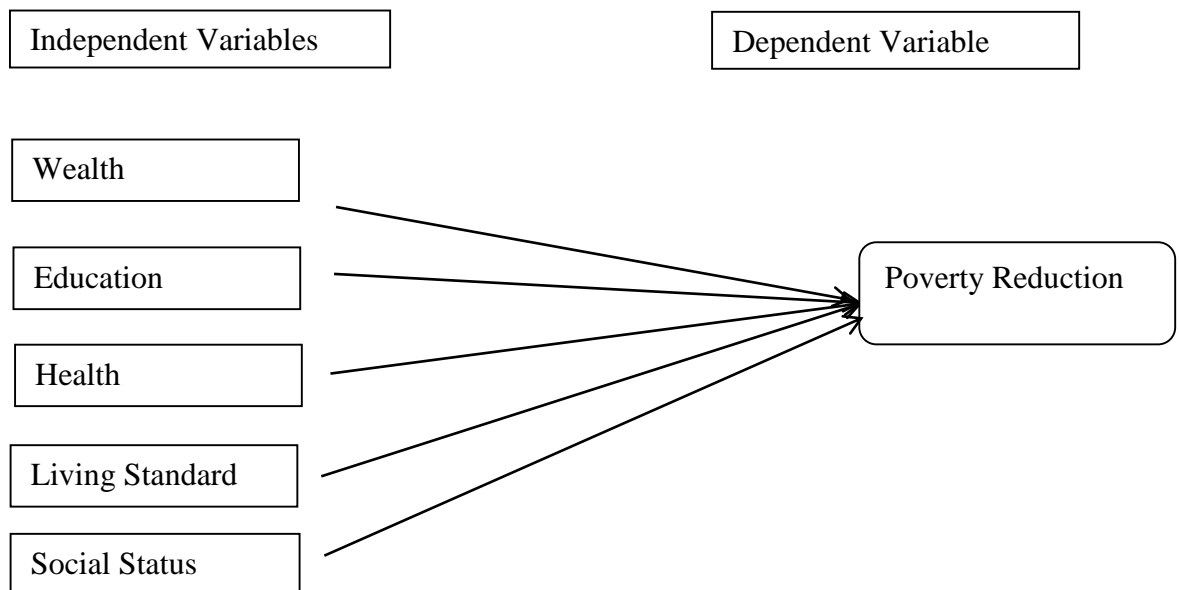 Independent Variables
Dependent Variable
Wealth
Education
Poverty Reduction
Health
Living Standard
Social Status